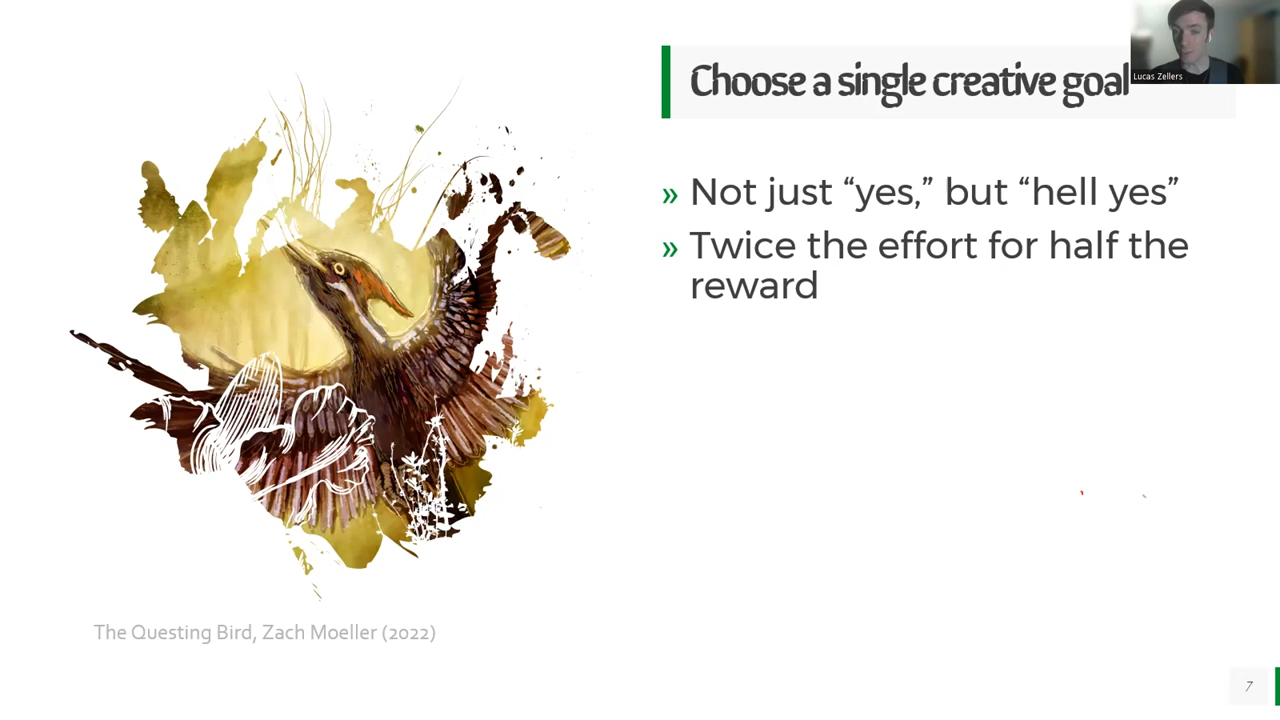 Choose a single creative goal
Lucas Zellers
» Not just “yes,” but “hell yes”
» Twice the effort for half the
reward
The Questing Bird, Zach Moeller (2022)
7